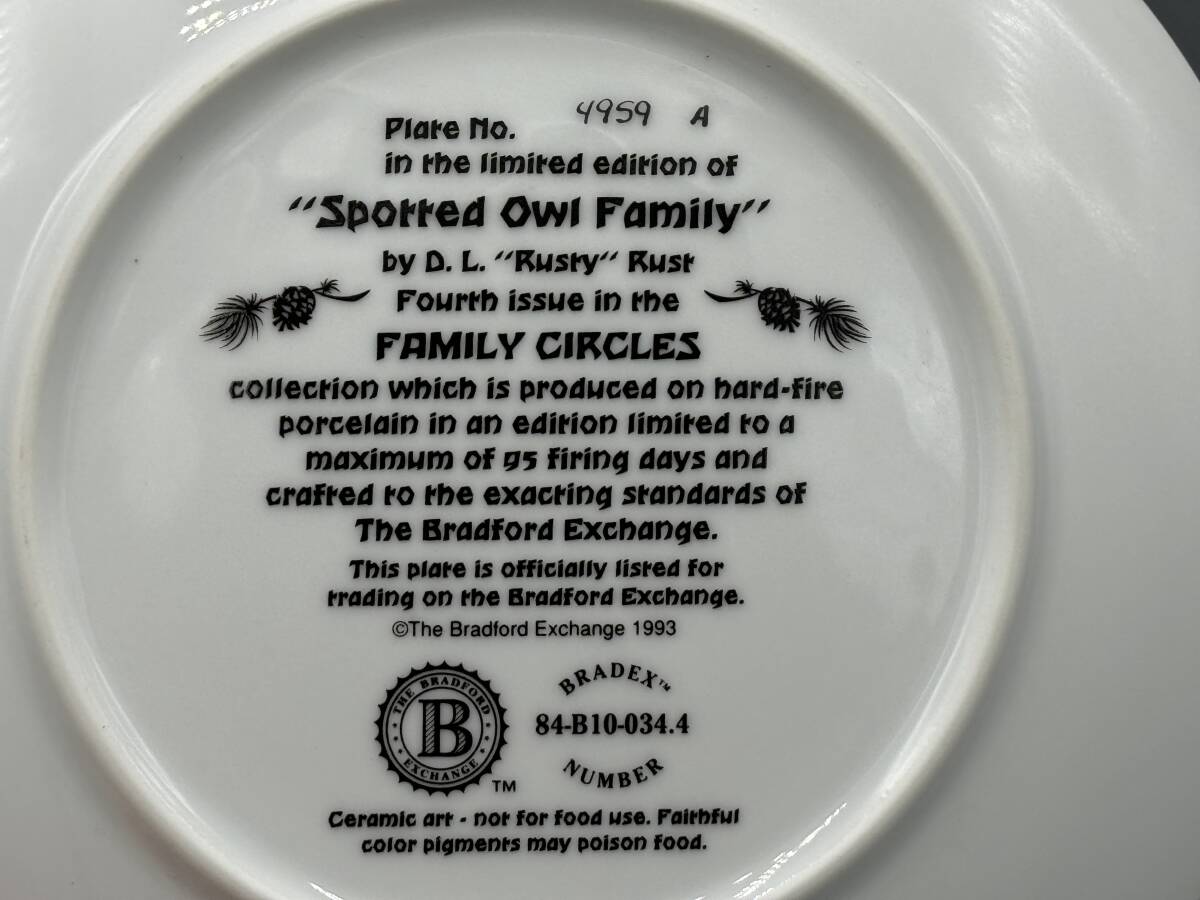 Plate No. 4959 A
in the limited edition of
"Spotted Owl Family"
by D. L. "Rusty" Rust
Fourth issue in the
FAMILY CIRCLES
collection which is produced on hard-fire
porcelain in an edition limited to a
maximum of 95 firing days and
crafted to the exacting standards of
The Bradford Exchange.
This plate is officially listed for
trading on the Bradford Exchange.
©The Bradford Exchange 1993
THE BRADFORD
B
EXCHANGE
TM
BRADEX™
84-B10-034.4
NUMBER
Ceramic art - not for food use. Faithful
color pigments may poison food.